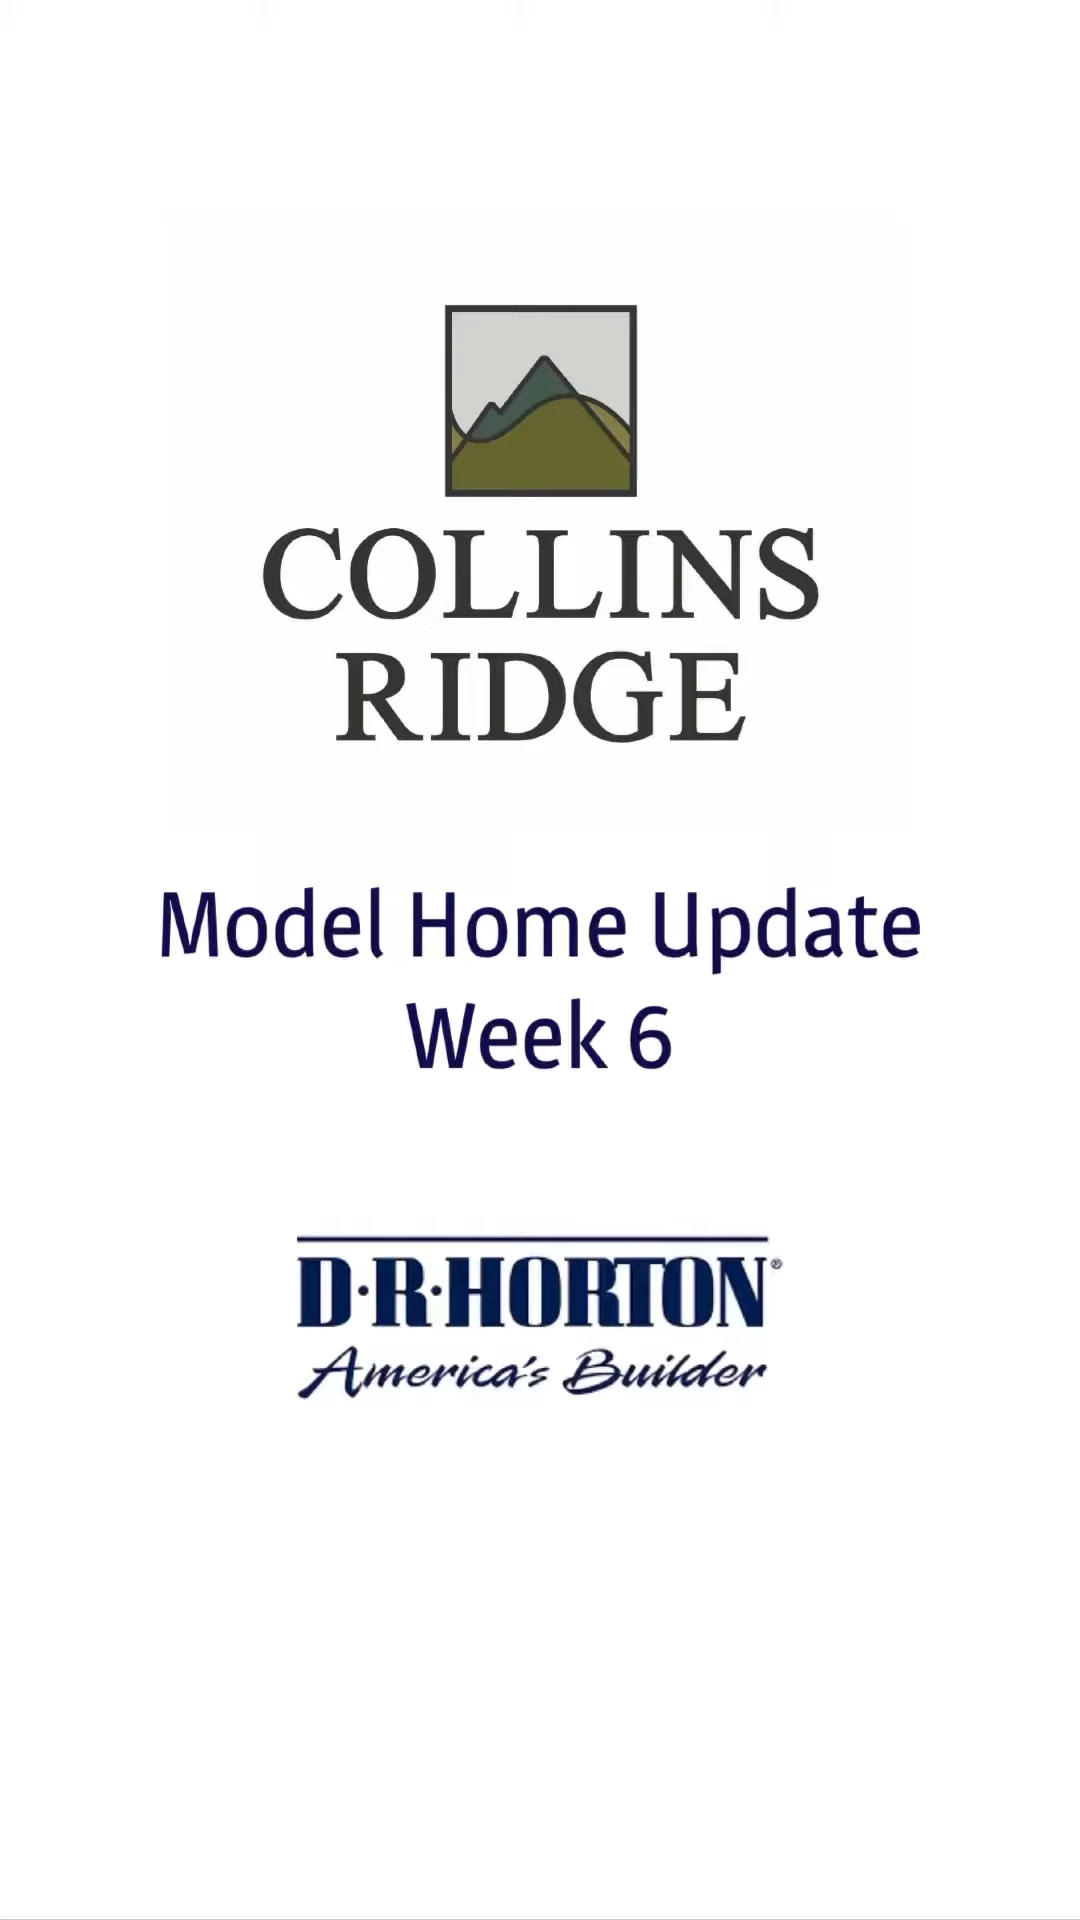 COLLINS
RIDGE
Model Home Update
Week 6
D·R·HORTON®
America's Builder